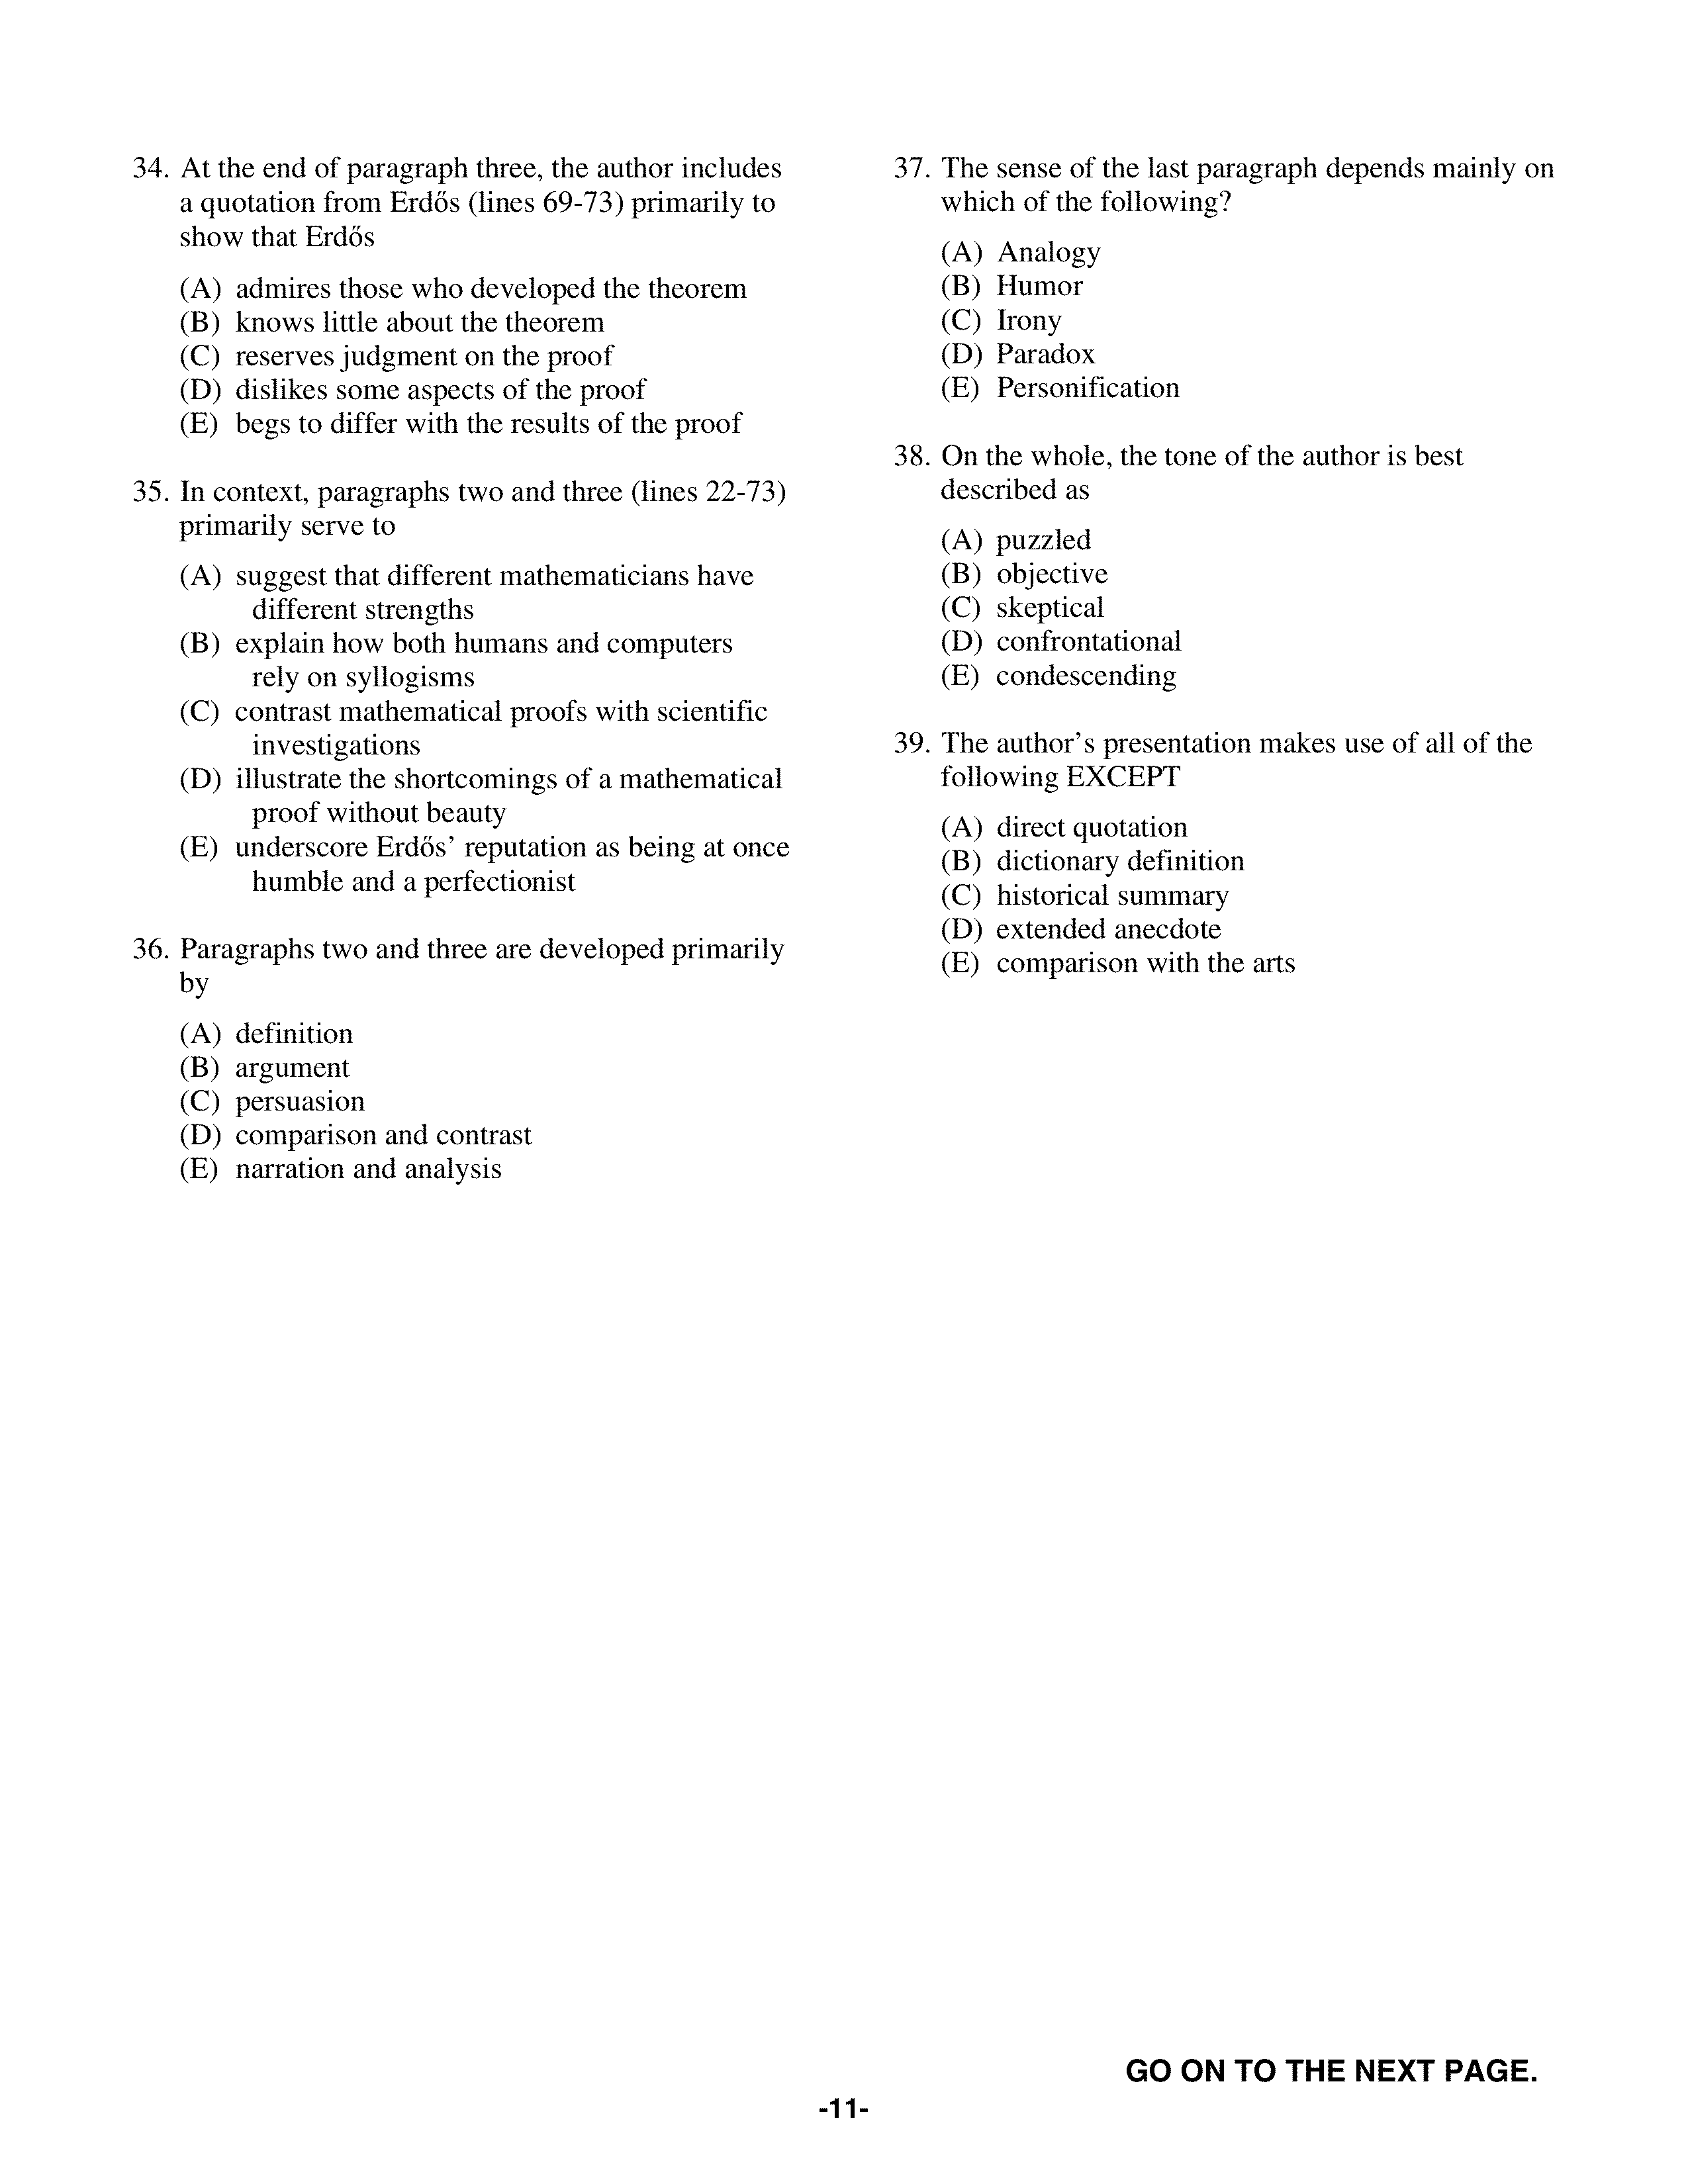 34. At the end of paragraph three, the author includes
a quotation from Erdős (lines 69-73) primarily to
show that Erdős
(A) admires those who developed the theorem
(B) knows little about the theorem
(C) reserves judgment on the proof
(D) dislikes some aspects of the proof
(E) begs to differ with the results of the proof
35. In context, paragraphs two and three (lines 22-73)
primarily serve to
(A) suggest that different mathematicians have
different strengths
(B) explain how both humans and computers
rely on syllogisms
(C) contrast mathematical proofs with scientific
investigations
(D) illustrate the shortcomings of a mathematical
proof without beauty
(E) underscore Erdős’ reputation as being at once
humble and a perfectionist
36. Paragraphs two and three are developed primarily
by
(A) definition
(B) argument
(C) persuasion
(D) comparison and contrast
(E) narration and analysis
37. The sense of the last paragraph depends mainly on
which of the following?
(A) Analogy
(B) Humor
(C) Irony
(D) Paradox
(E) Personification
38. On the whole, the tone of the author is best
described as
(A) puzzled
(B) objective
(C) skeptical
(D) confrontational
(E) condescending
39. The author’s presentation makes use of all of the
following EXCEPT
(A) direct quotation
(B) dictionary definition
(C) historical summary
(D) extended anecdote
(E) comparison with the arts
GO ON TO THE NEXT PAGE.
-11-